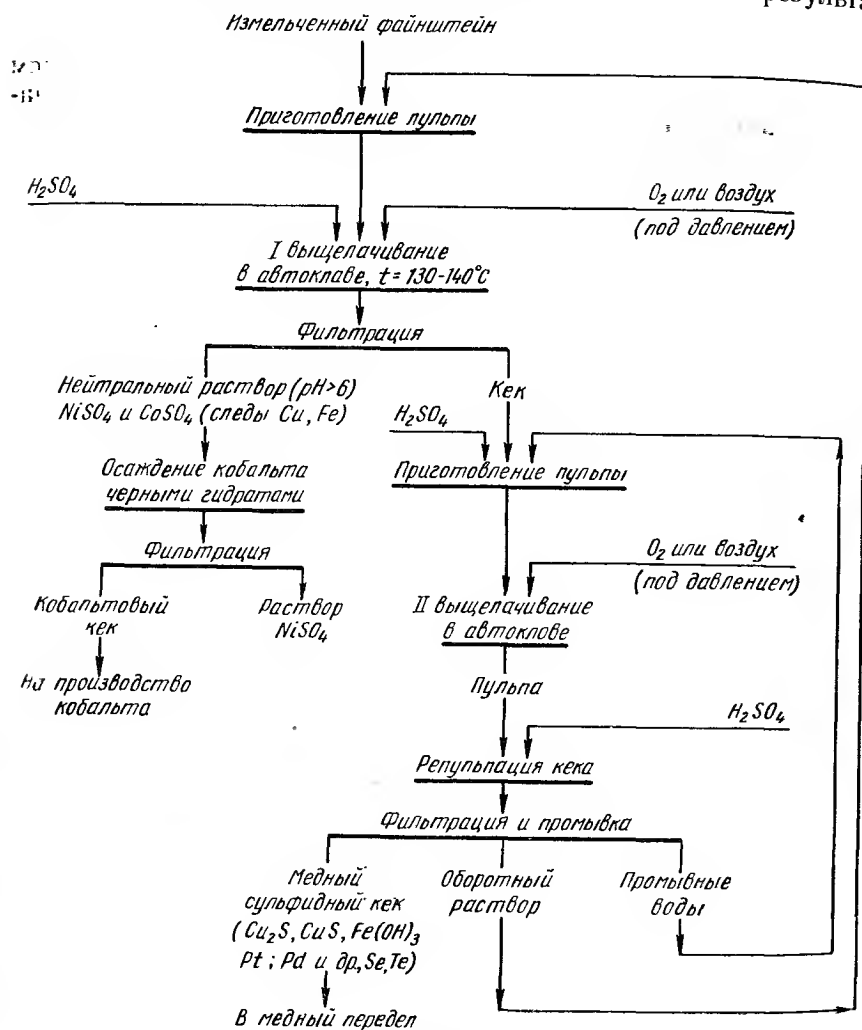 Измельченный файнштейн
Приготовление пульпы
H₂SO₄
O₂ или воздух
(под давлением)
I выщелачивание
в автоклаве, t = 130-140°C
Фильтрация
Нейтральный раствор (pH>6)
NiSO₄ и CoSO₄ (следы Cu, Fe)
Кек
H₂SO₄
Осаждение кобальта
черными гидратами
Приготовление пульпы
Фильтрация
O₂ или воздух
(под давлением)
Кобальтовый
кек
Раствор
NiSO₄
II выщелачивание
в автоклове
На производство
кобальта
Пульпа
H₂SO₄
Репульпация кека
Фильтрация и промывка
Медный
сульфидный кек
(Cu₂S, CuS, Fe(OH)₃
Pt ; Pd и др, Se, Te)
Оборотный
раствор
Промывные
воды
В медный передел